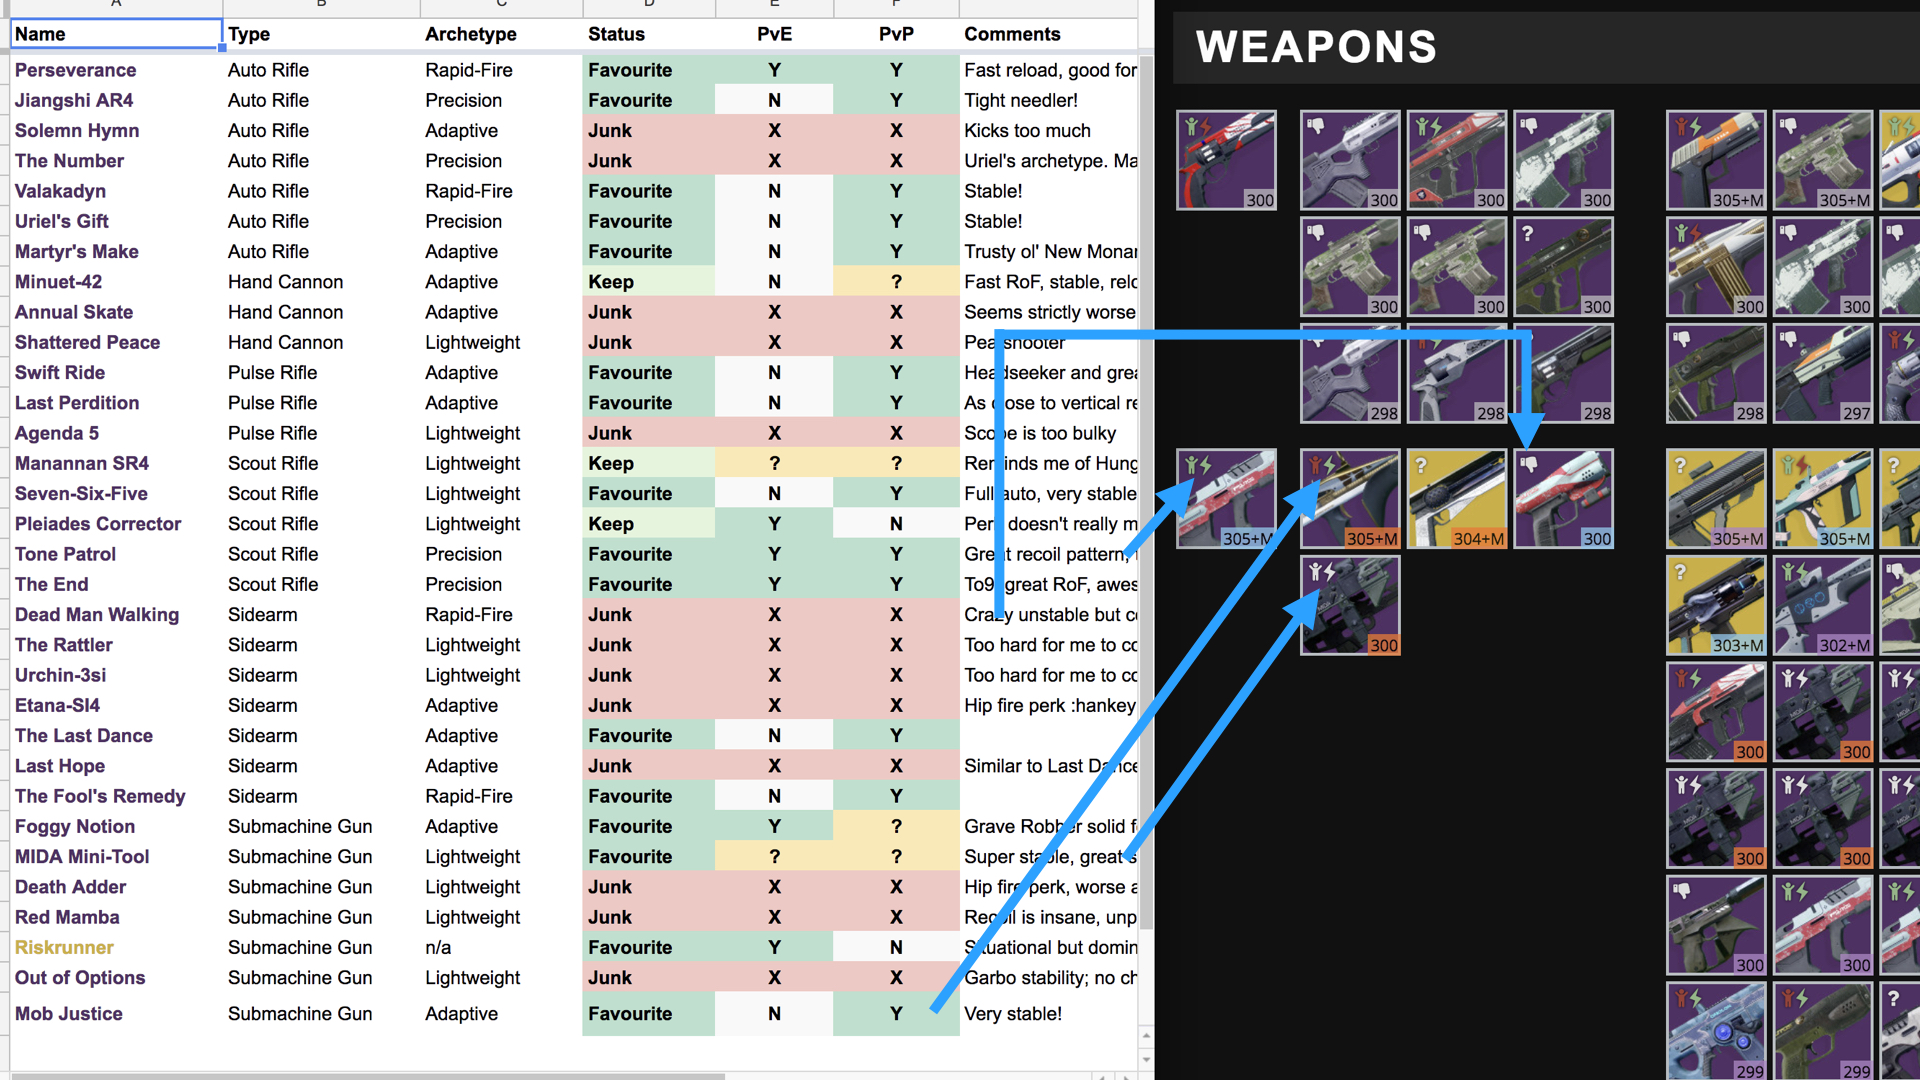 A B C D E F
Name Type Archetype Status PvE PvP Comments
Perseverance Auto Rifle Rapid-Fire Favourite Y Y Fast reload, good for
Jiangshi AR4 Auto Rifle Precision Favourite N Y Tight needler!
Solemn Hymn Auto Rifle Adaptive Junk X X Kicks too much
The Number Auto Rifle Precision Junk X X Uriel's archetype. Ma
Valakadyn Auto Rifle Rapid-Fire Favourite N Y Stable!
Uriel's Gift Auto Rifle Precision Favourite N Y Stable!
Martyr's Make Auto Rifle Adaptive Favourite N Y Trusty ol' New Monar
Minuet-42 Hand Cannon Adaptive Keep N ? Fast RoF, stable, relo
Annual Skate Hand Cannon Adaptive Junk X X Seems strictly worse
Shattered Peace Hand Cannon Lightweight Junk X X Peashooter
Swift Ride Pulse Rifle Adaptive Favourite N Y Headseeker and grea
Last Perdition Pulse Rifle Adaptive Favourite N Y As close to vertical re
Agenda 5 Pulse Rifle Lightweight Junk X X Scope is too bulky
Manannan SR4 Scout Rifle Lightweight Keep ? ? Reminds me of Hung
Seven-Six-Five Scout Rifle Lightweight Favourite N Y Full auto, very stable
Pleiades Corrector Scout Rifle Lightweight Keep Y N Perk doesn't really m
Tone Patrol Scout Rifle Precision Favourite Y Y Great recoil pattern,
The End Scout Rifle Precision Favourite Y Y To9, great RoF, awes
Dead Man Walking Sidearm Rapid-Fire Junk X X Crazy unstable but co
The Rattler Sidearm Lightweight Junk X X Too hard for me to co
Urchin-3si Sidearm Lightweight Junk X X Too hard for me to co
Etana-SI4 Sidearm Adaptive Junk X X Hip fire perk :hankey
The Last Dance Sidearm Adaptive Favourite N Y
Last Hope Sidearm Adaptive Junk X X Similar to Last Dance
The Fool's Remedy Sidearm Rapid-Fire Favourite N Y
Foggy Notion Submachine Gun Adaptive Favourite Y ? Grave Robber solid f
MIDA Mini-Tool Submachine Gun Lightweight Favourite ? ? Super stable, great s
Death Adder Submachine Gun Lightweight Junk X X Hip fire perk, worse a
Red Mamba Submachine Gun Lightweight Junk X X Recoil is insane, unp
Riskrunner Submachine Gun n/a Favourite Y N Situational but domin
Out of Options Submachine Gun Lightweight Junk X X Garbo stability; no ch
Mob Justice Submachine Gun Adaptive Favourite N Y Very stable!
WEAPONS
300 300 300 300 305+M 305+M
300 300 ? 300 300 300
298 298 298 298 297
305+M 305+M ? 304+M 300 ? 305+M 305+M ?
300 ? 303+M 302+M
300 300
300 300
300 300
299 299 ?